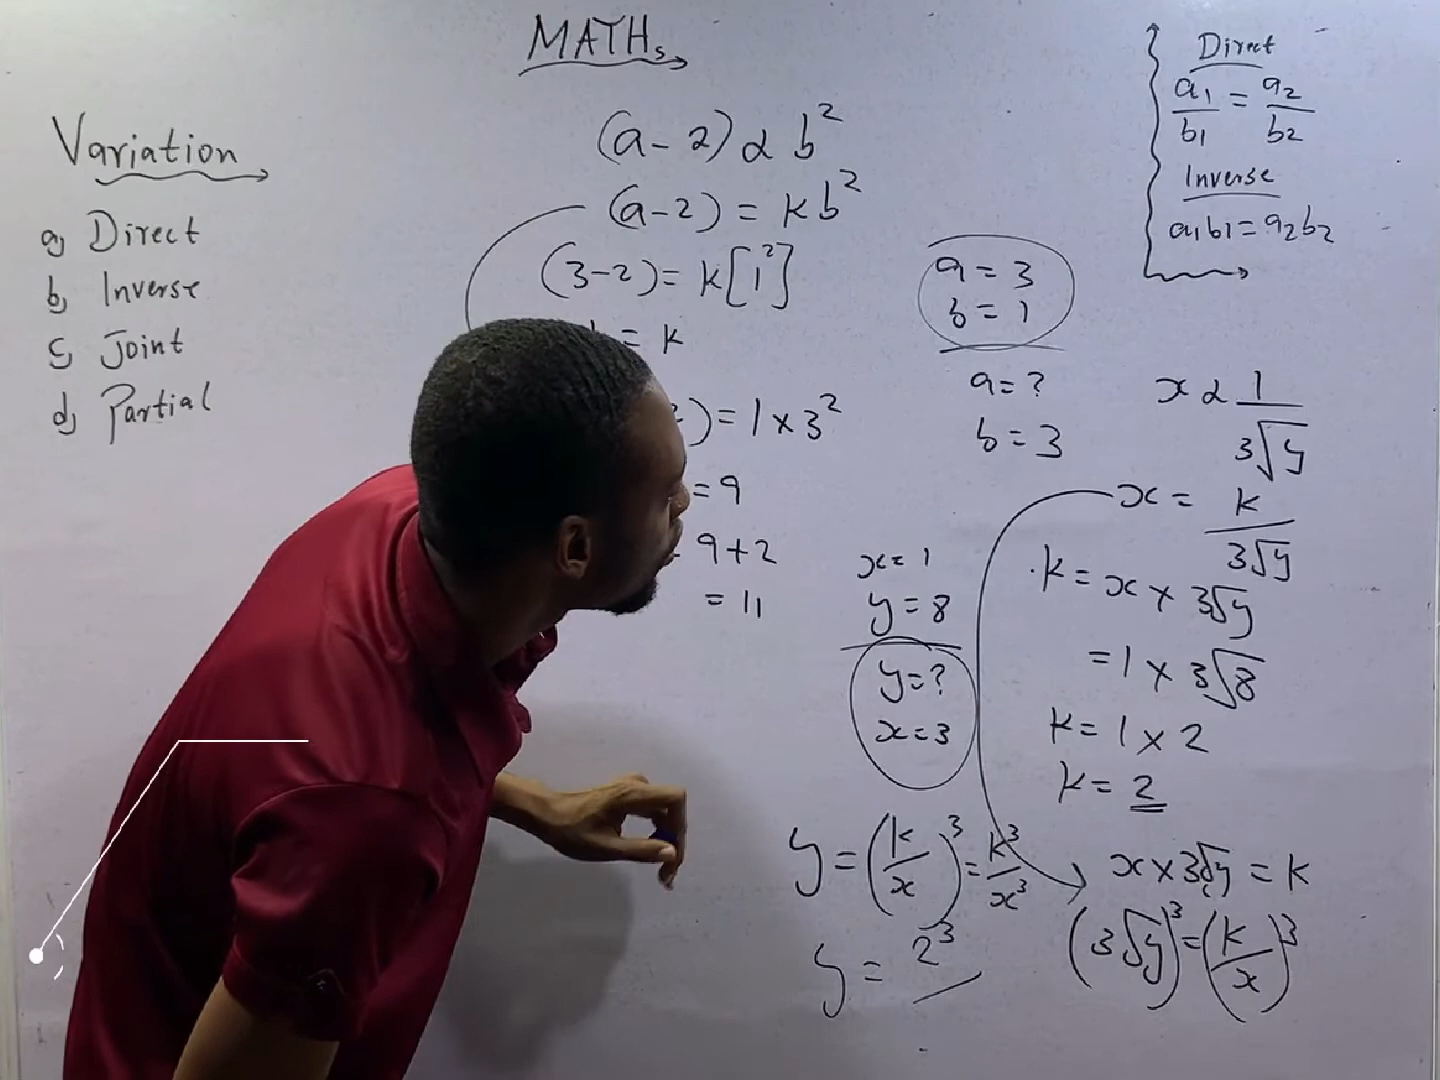 MATHs
Variation
a) Direct
b) Inverse
c) Joint
d) Partial
(a-2) α b²
(a-2) = kb²
(3-2) = k[1²]
= k
) = 1 x 3²
= 9
9+2
= 11
a = 3
b = 1
a = ?
b = 3
x = 1
y = 8
y = ?
x = 3
y = (k/x)³ = k³/x³
y = 2³
Direct
a1/b1 = a2/b2
Inverse
a1b1 = a2b2
x α 1/3√y
x = k/3√y
k = x x 3√y
= 1 x 3√8
k = 1 x 2
k = 2
x x 3√y = k
(3√y)³ = (k/x)³